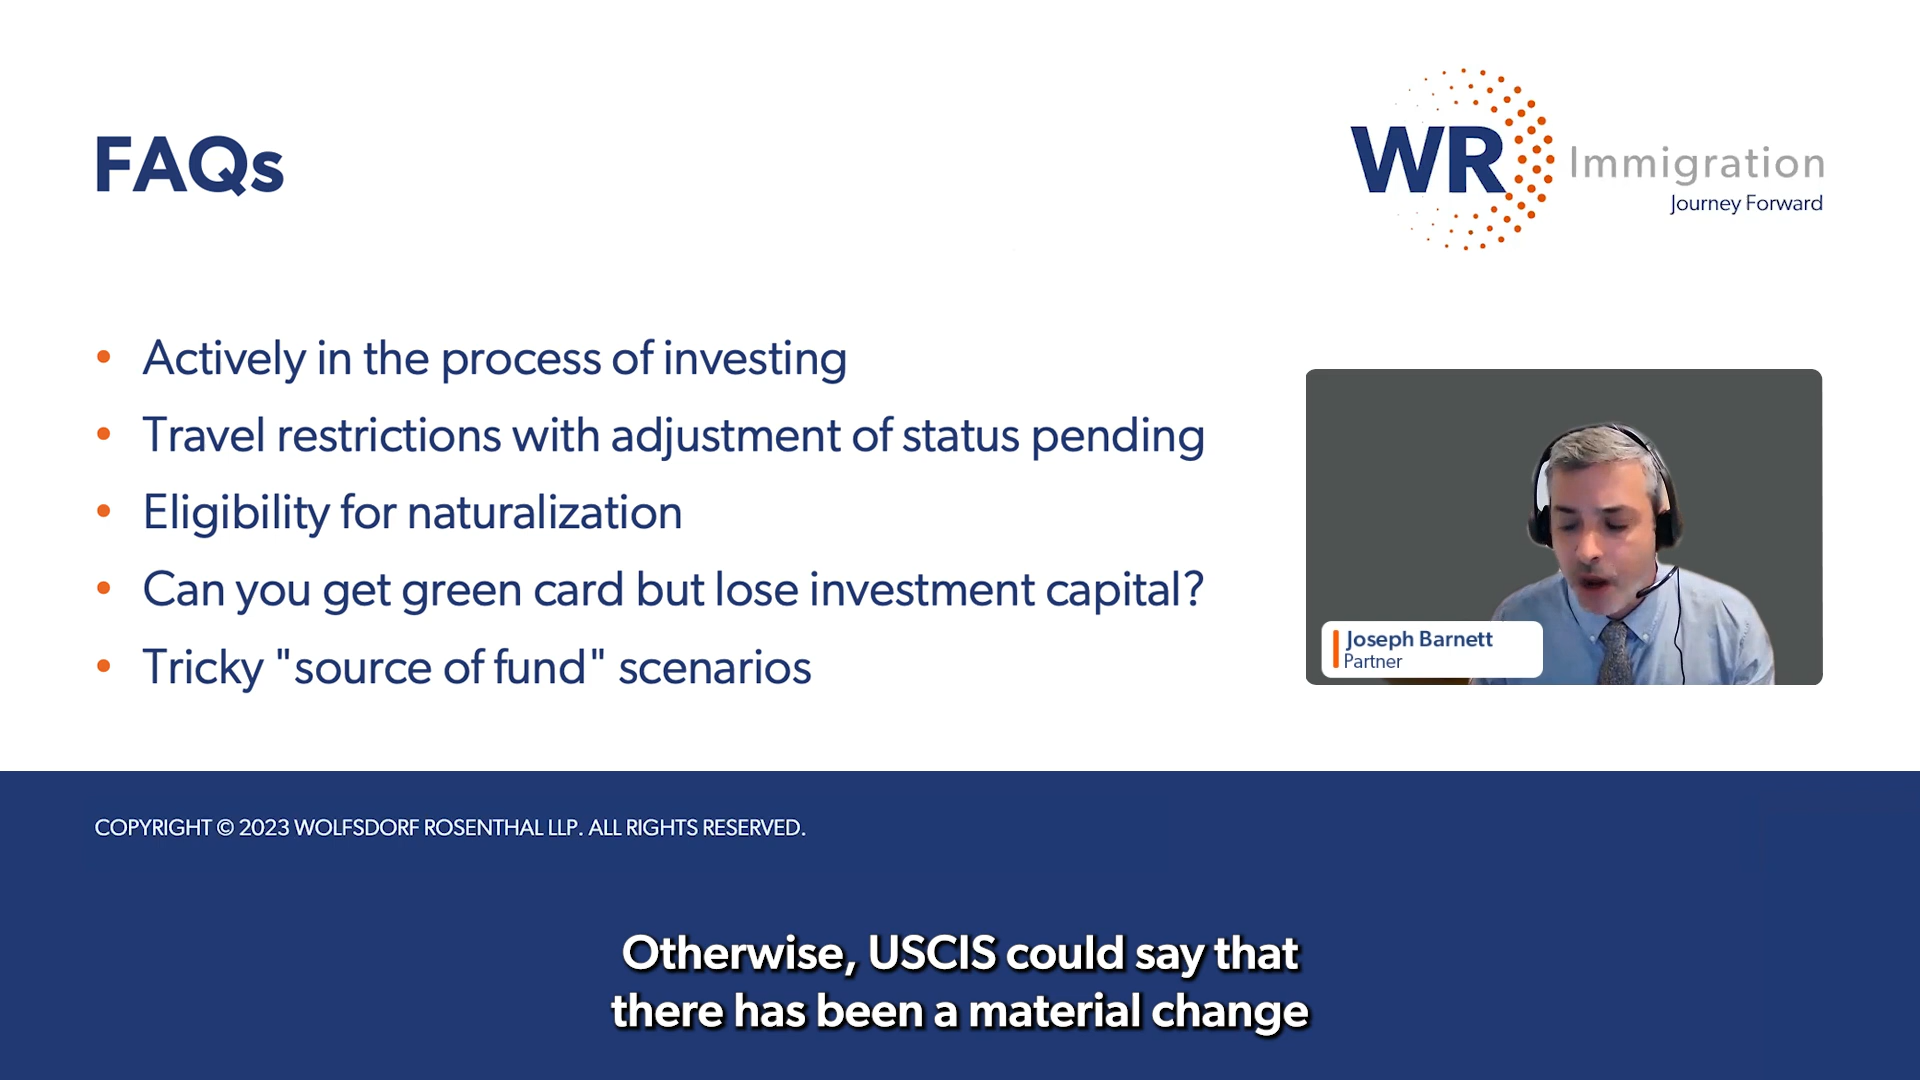 FAQs
WR Immigration
Journey Forward
• Actively in the process of investing
• Travel restrictions with adjustment of status pending
• Eligibility for naturalization
• Can you get green card but lose investment capital?
• Tricky "source of fund" scenarios
Joseph Barnett
Partner
COPYRIGHT © 2023 WOLFSDORF ROSENTHAL LLP. ALL RIGHTS RESERVED.
Otherwise, USCIS could say that
there has been a material change